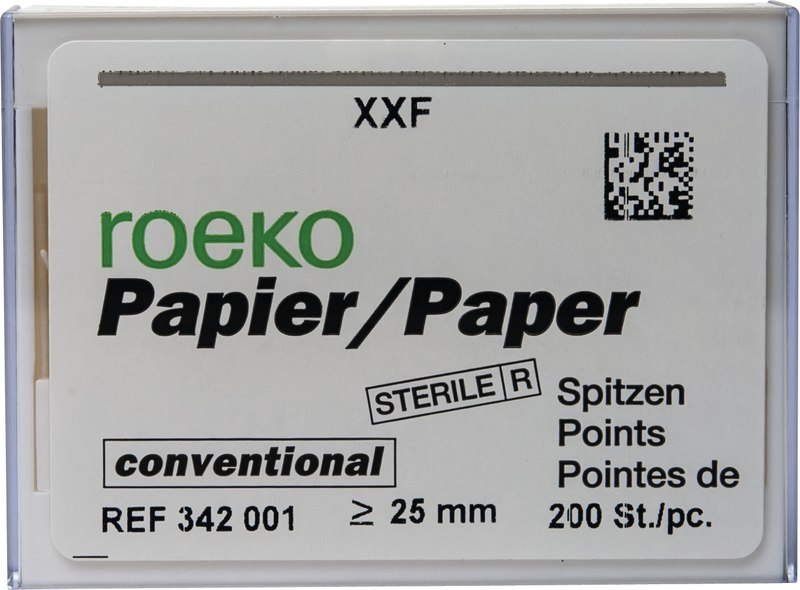 XXF
roeko
Papier/Paper
STERILE R
Spitzen
Points
Pointes de
conventional
REF 342 001
≥ 25 mm
200 St./pc.